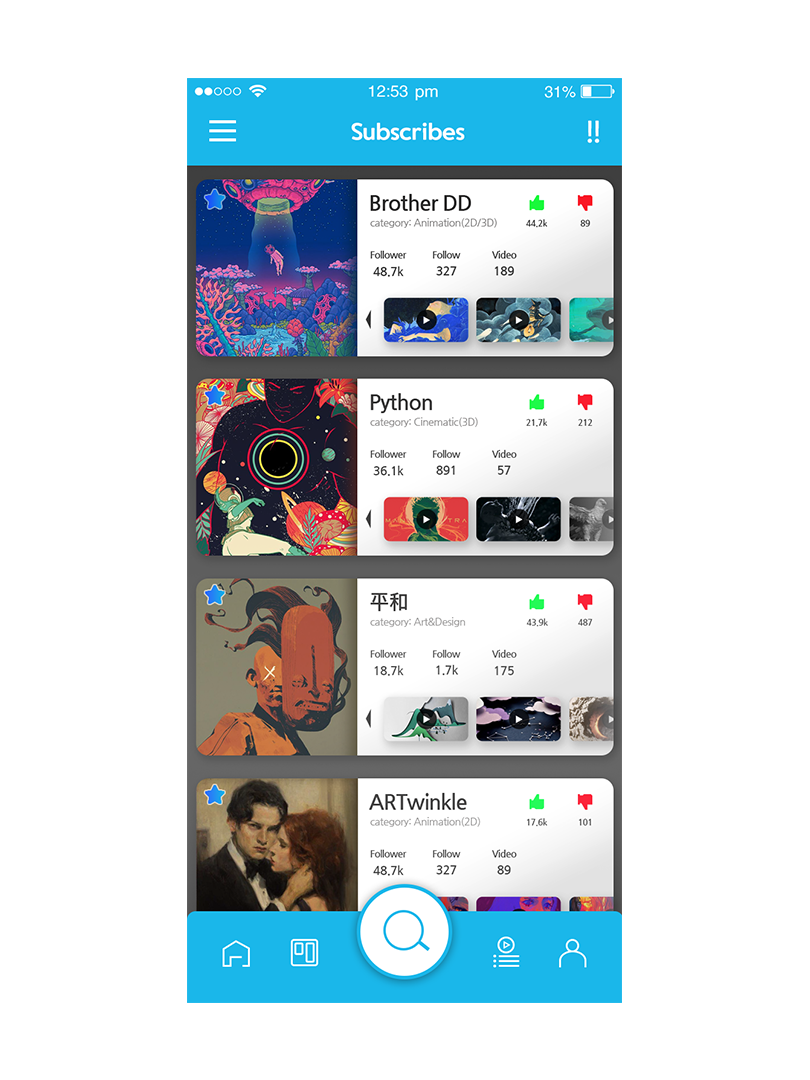 12:53 pm 31%
Subscribes
Brother DD
category: Animation(2D/3D)
44,2k 89
Follower Follow Video
48.7k 327 189
Python
category: Cinematic(3D)
21,7k 212
Follower Follow Video
36.1k 891 57
平和
category: Art&Design
43,9k 487
Follower Follow Video
18.7k 1.7k 175
ARTwinkle
category: Animation(2D)
17,6k 101
Follower Follow Video
48.7k 327 89